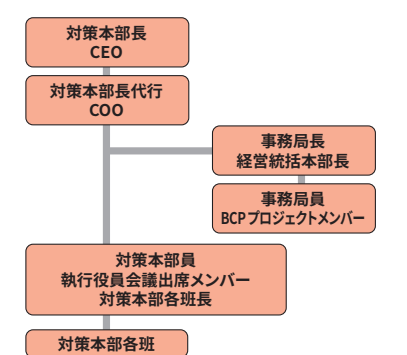 対策本部長
CEO
対策本部長代行
COO
事務局長
経営統括本部長
事務局員
BCPプロジェクトメンバー
対策本部員
執行役員会議出席メンバー
対策本部各班長
対策本部各班